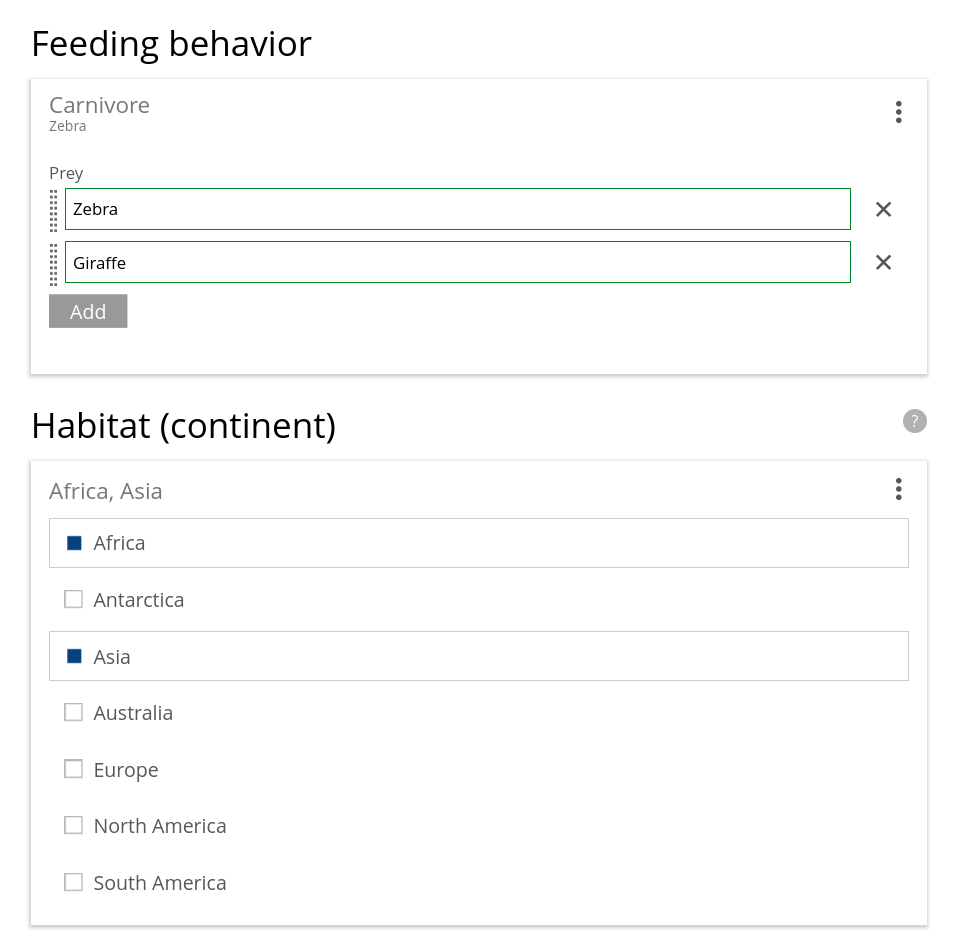 Feeding behavior
Carnivore
Zebra
Prey
Zebra
Giraffe
Add
Habitat (continent)
?
Africa, Asia
Africa
Antarctica
Asia
Australia
Europe
North America
South America